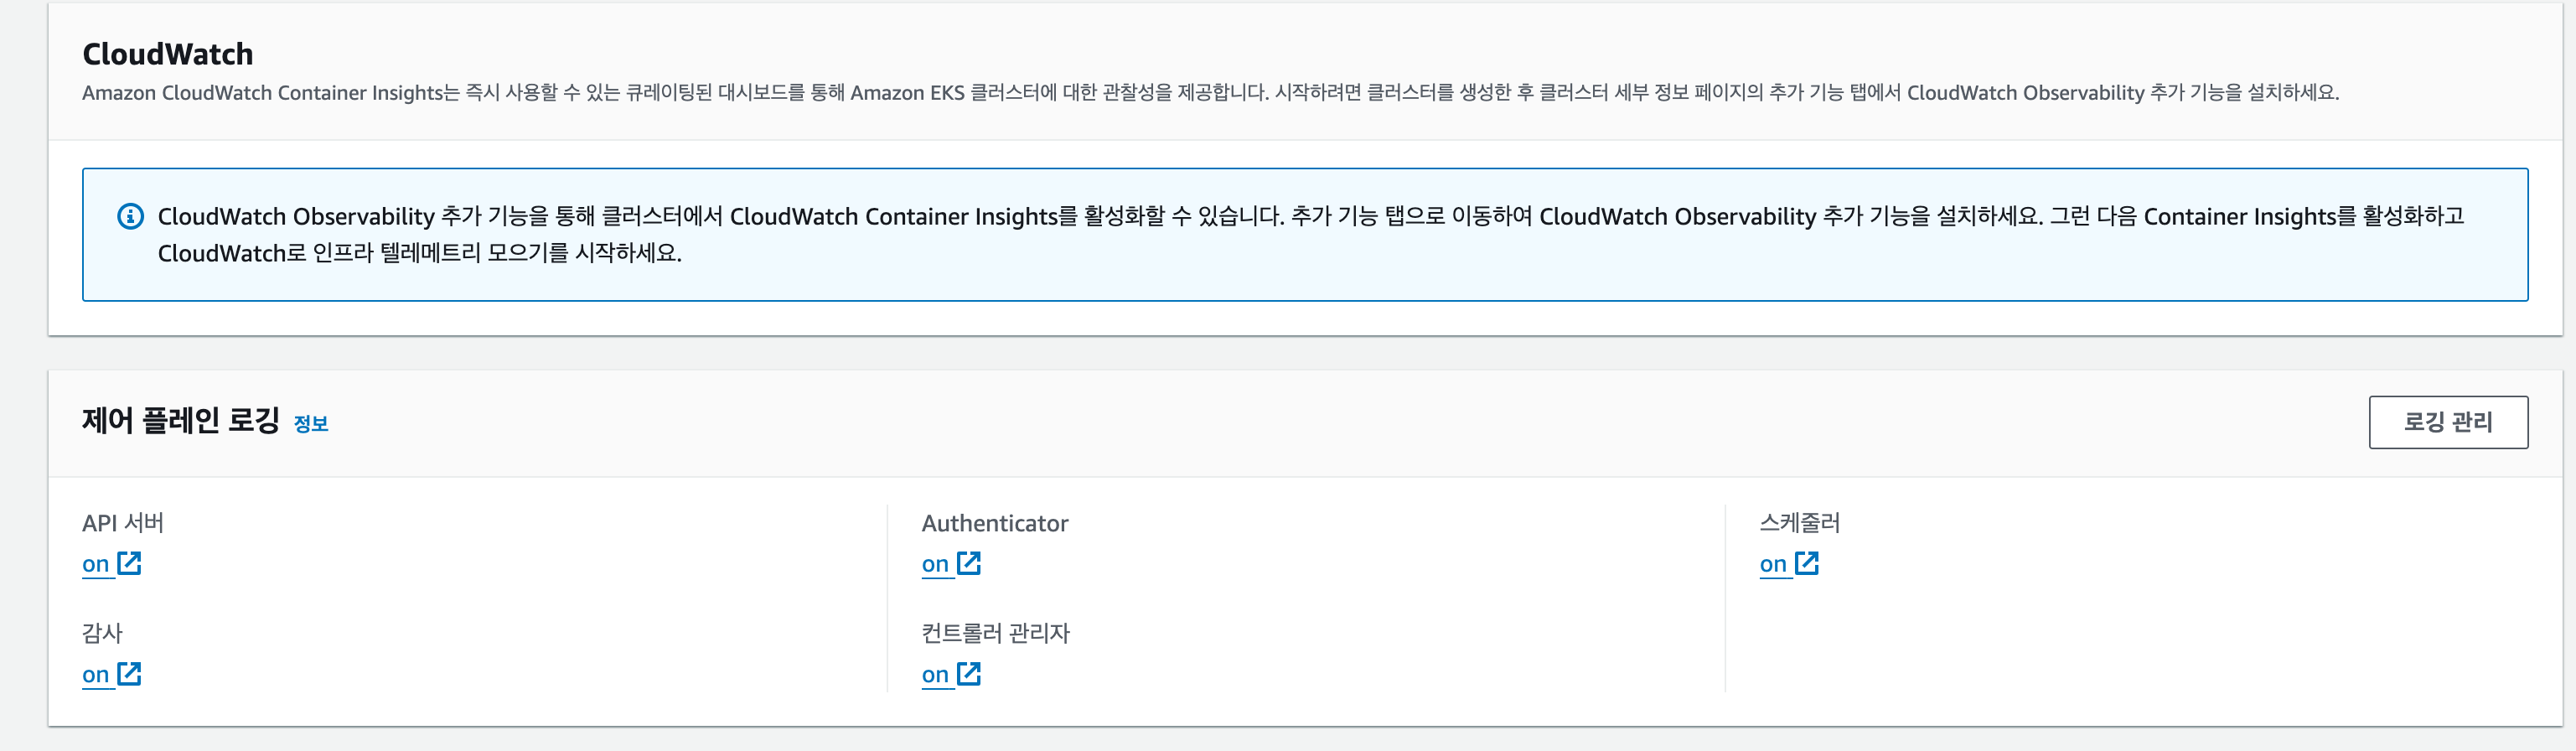 CloudWatch
Amazon CloudWatch Container Insights는 즉시 사용할 수 있는 큐레이팅된 대시보드를 통해 Amazon EKS 클러스터에 대한 관찰성을 제공합니다. 시작하려면 클러스터를 생성한 후 클러스터 세부 정보 페이지의 추가 기능 탭에서 CloudWatch Observability 추가 기능을 설치하세요.
CloudWatch Observability 추가 기능을 통해 클러스터에서 CloudWatch Container Insights를 활성화할 수 있습니다. 추가 기능 탭으로 이동하여 CloudWatch Observability 추가 기능을 설치하세요. 그런 다음 Container Insights를 활성화하고
CloudWatch로 인프라 텔레메트리 모으기를 시작하세요.
제어 플레인 로깅 정보
로깅 관리
API 서버
on
감사
on
Authenticator
on
컨트롤러 관리자
on
스케줄러
on